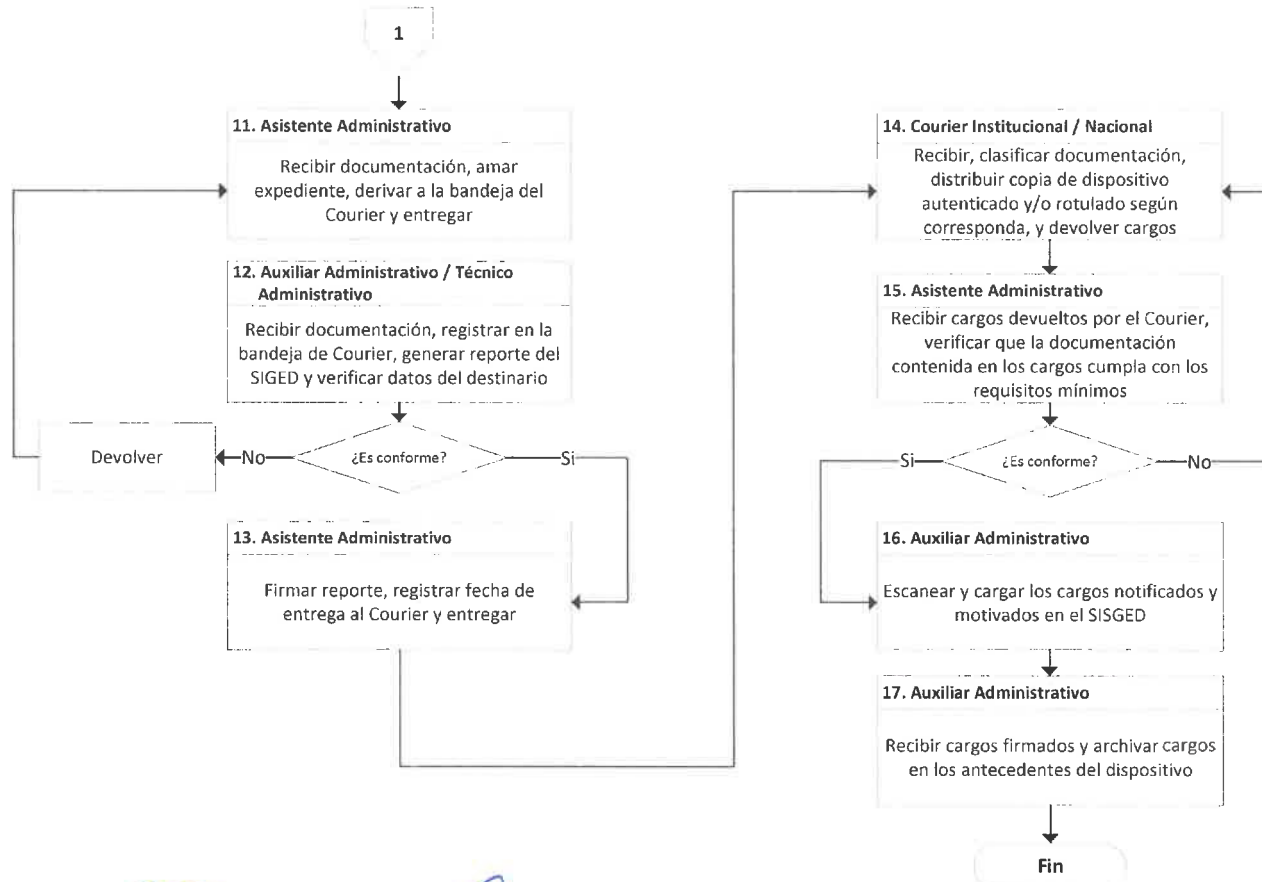 1
11. Asistente Administrativo
Recibir documentación, amar
expediente, derivar a la bandeja del
Courier y entregar
12. Auxiliar Administrativo / Técnico
Administrativo
Recibir documentación, registrar en la
bandeja de Courier, generar reporte del
SIGED y verificar datos del destinario
Devolver
No
¿Es conforme?
Si
13. Asistente Administrativo
Firmar reporte, registrar fecha de
entrega al Courier y entregar
14. Courier Institucional / Nacional
Recibir, clasificar documentación,
distribuir copia de dispositivo
autenticado y/o rotulado según
corresponda, y devolver cargos
15. Asistente Administrativo
Recibir cargos devueltos por el Courier,
verificar que la documentación
contenida en los cargos cumpla con los
requisitos mínimos
Si
¿Es conforme?
No
16. Auxiliar Administrativo
Escanear y cargar los cargos notificados y
motivados en el SISGED
17. Auxiliar Administrativo
Recibir cargos firmados y archivar cargos
en los antecedentes del dispositivo
Fin